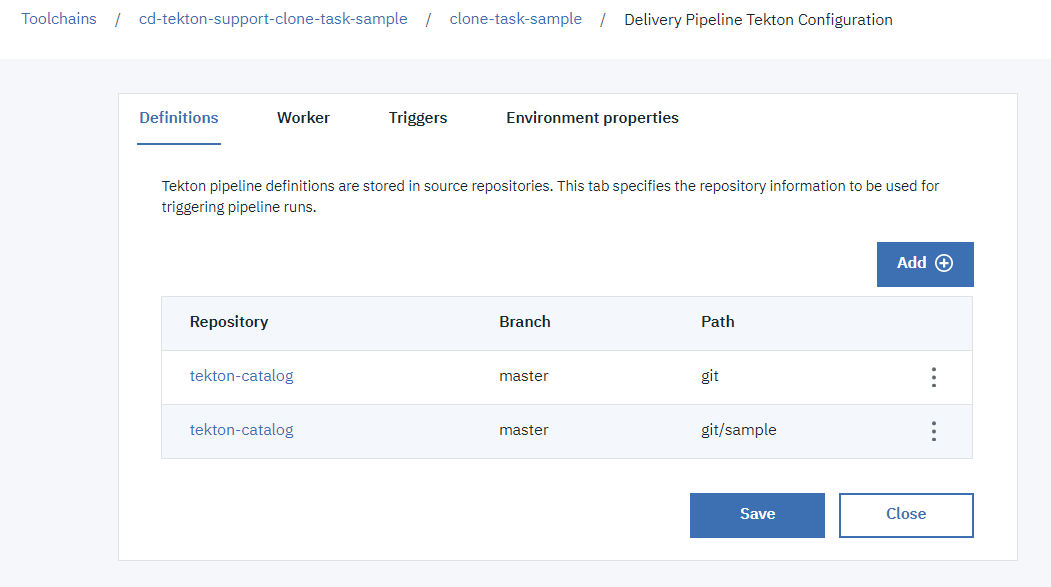 Toolchains / cd-tekton-support-clone-task-sample / clone-task-sample / Delivery Pipeline Tekton Configuration
Definitions Worker Triggers Environment properties
Tekton pipeline definitions are stored in source repositories. This tab specifies the repository information to be used for
triggering pipeline runs.
Add
Repository Branch Path
tekton-catalog master git
tekton-catalog master git/sample
Save Close